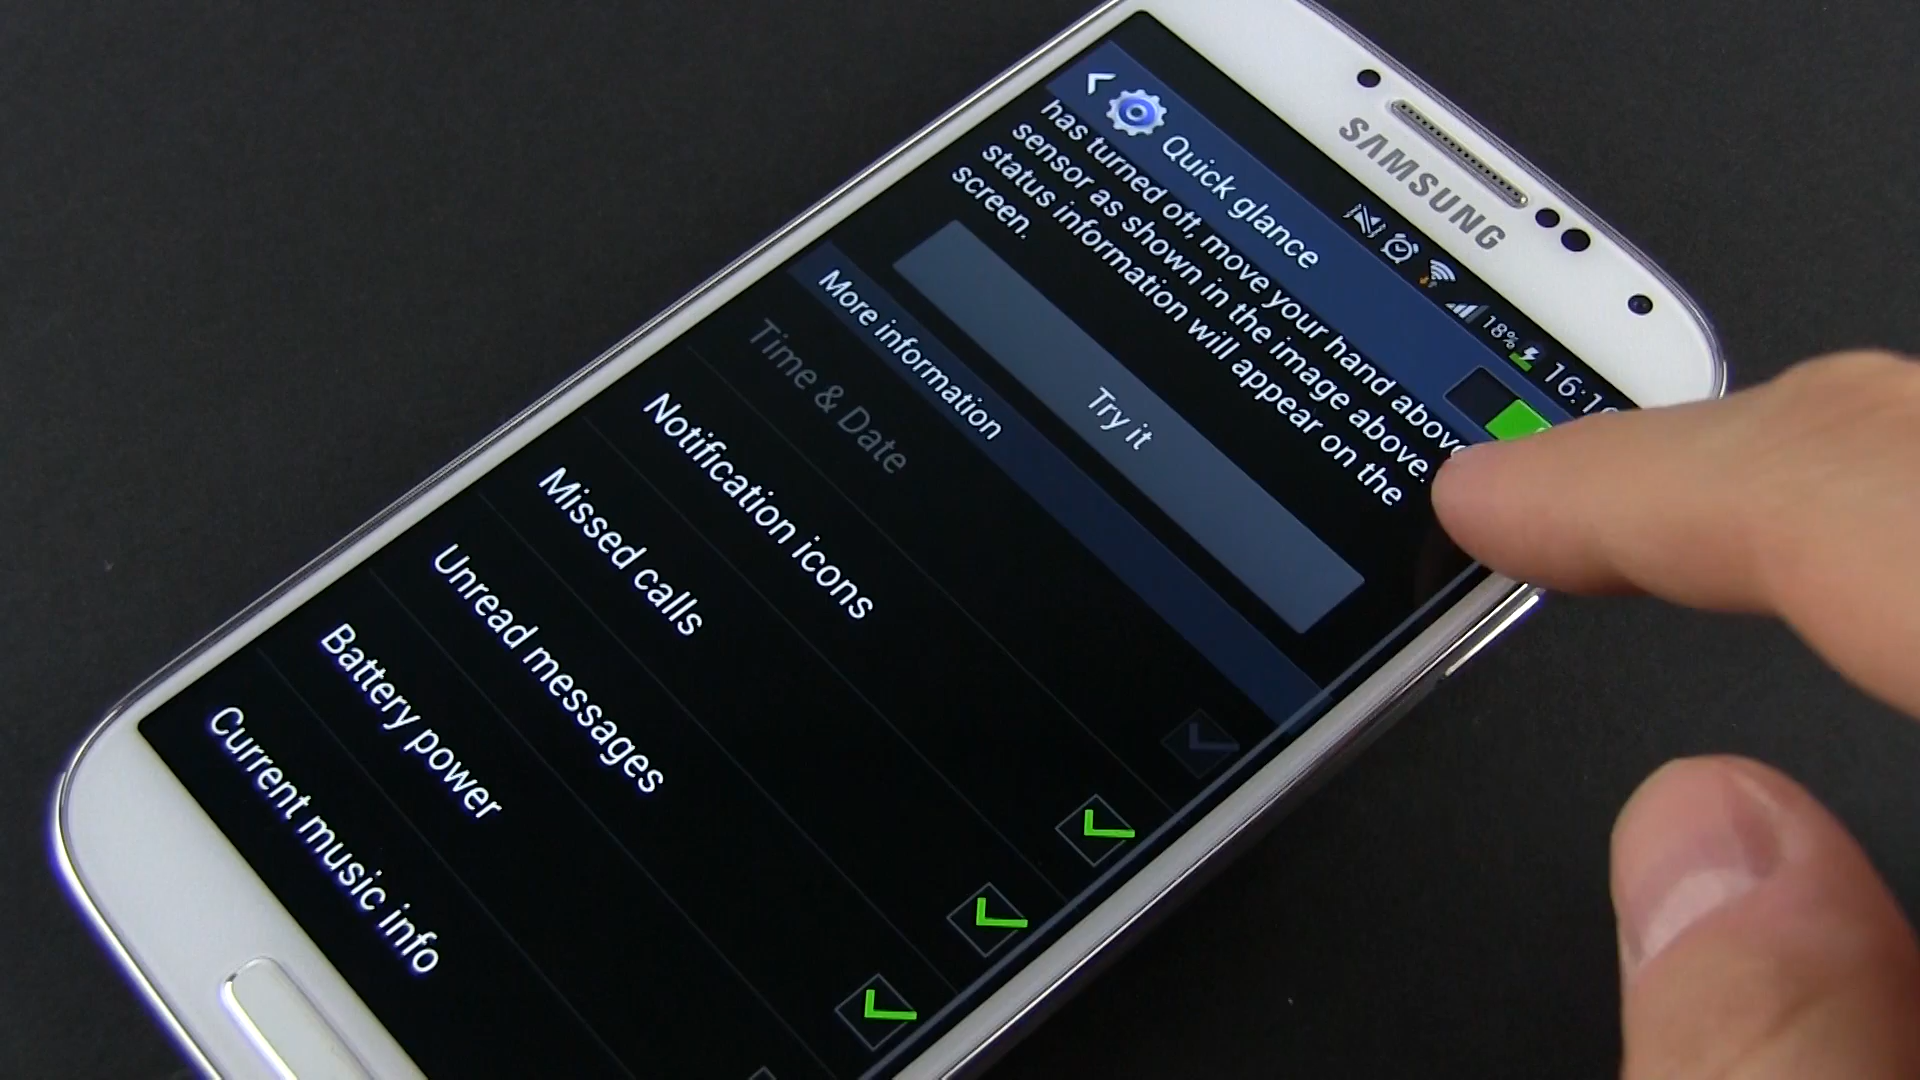 SAMSUNG
18%
Quick glance
has turned off, move your hand above
sensor as shown in the image above.
status information will appear on the
screen.
Try it
More information
Time & Date
Notification icons
Missed calls
Unread messages
Battery power
Current music info